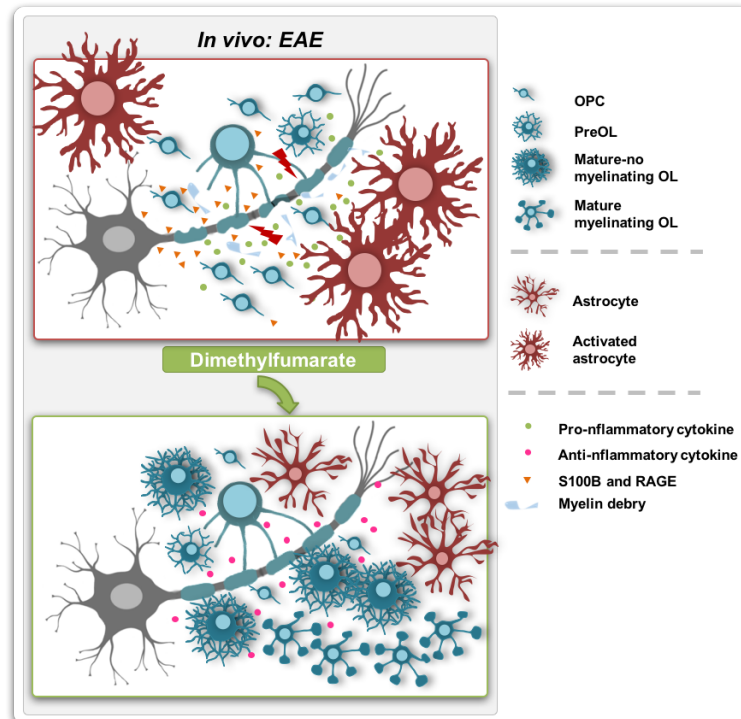 In vivo: EAE
Dimethylfumarate
OPC
PreOL
Mature-no
myelinating OL
Mature
myelinating OL
Astrocyte
Activated
astrocyte
Pro-nflammatory cytokine
Anti-nflammatory cytokine
S100B and RAGE
Myelin debry